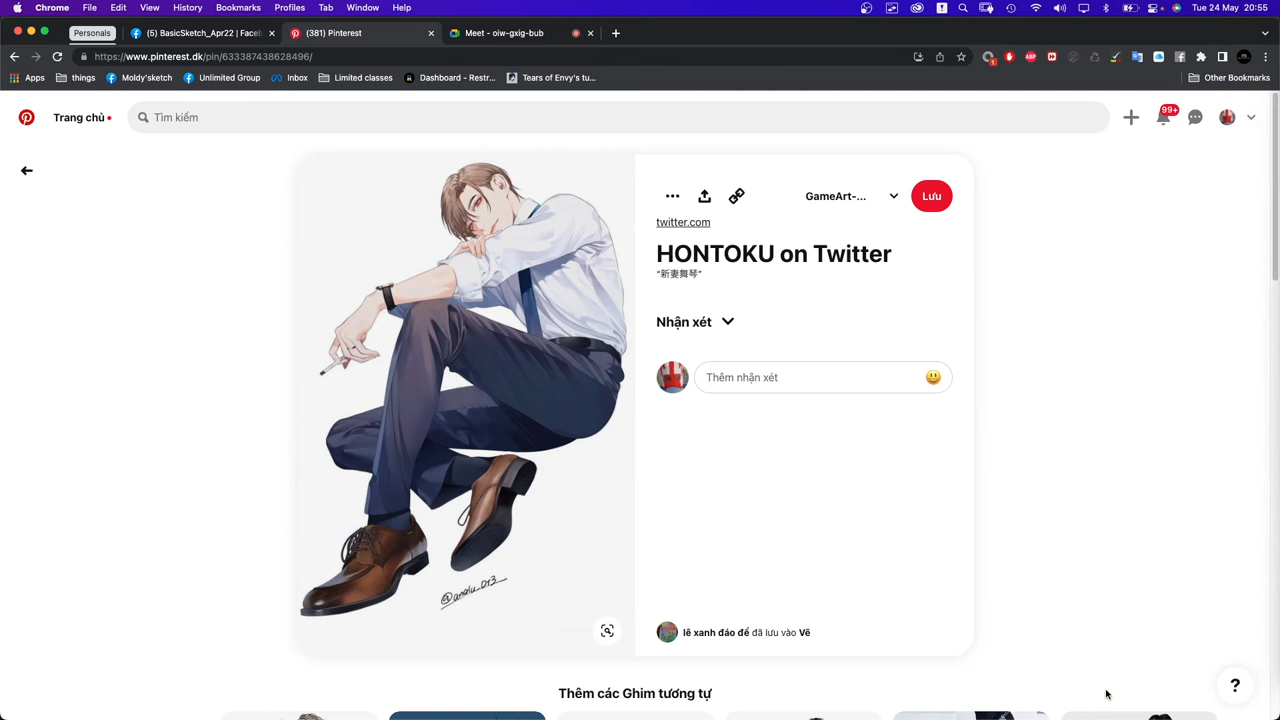 Chrome File Edit View History Bookmarks Profiles Tab Window Help Tue 24 May 20:55
Personals (5) BasicSketch_Apr22 | Faceb (381) Pinterest Meet - oiw-gxig-bub
https://www.pinterest.dk/pin/633387438628496/
Apps things Moldy'sketch Unlimited Group Inbox Limited classes Dashboard - Restr... Tears of Envy's tu... Other Bookmarks
Trang chủ Tìm kiếm 99+
GameArt-... Lưu
twitter.com
HONTOKU on Twitter
“新妻舞琴”
Nhận xét
Thêm nhận xét
lê xanh đáo để đã lưu vào Vẽ
Thêm các Ghim tương tự
?